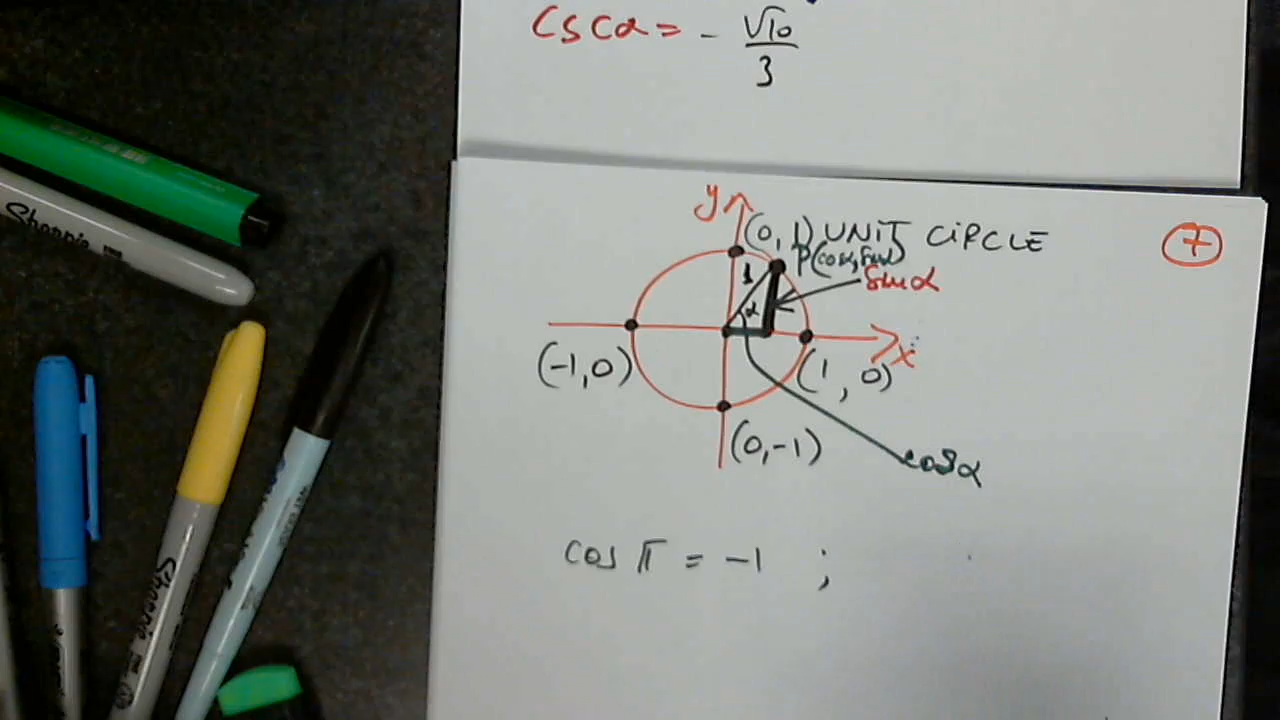 cscα = - √10/3
y
(0,1) UNIT CIRCLE
7
P(cosα, sinα)
1
sinα
α
x
(-1,0)
(1, 0)
(0,-1)
cosα
cos π = -1 ;
Sharpie
Sharpie